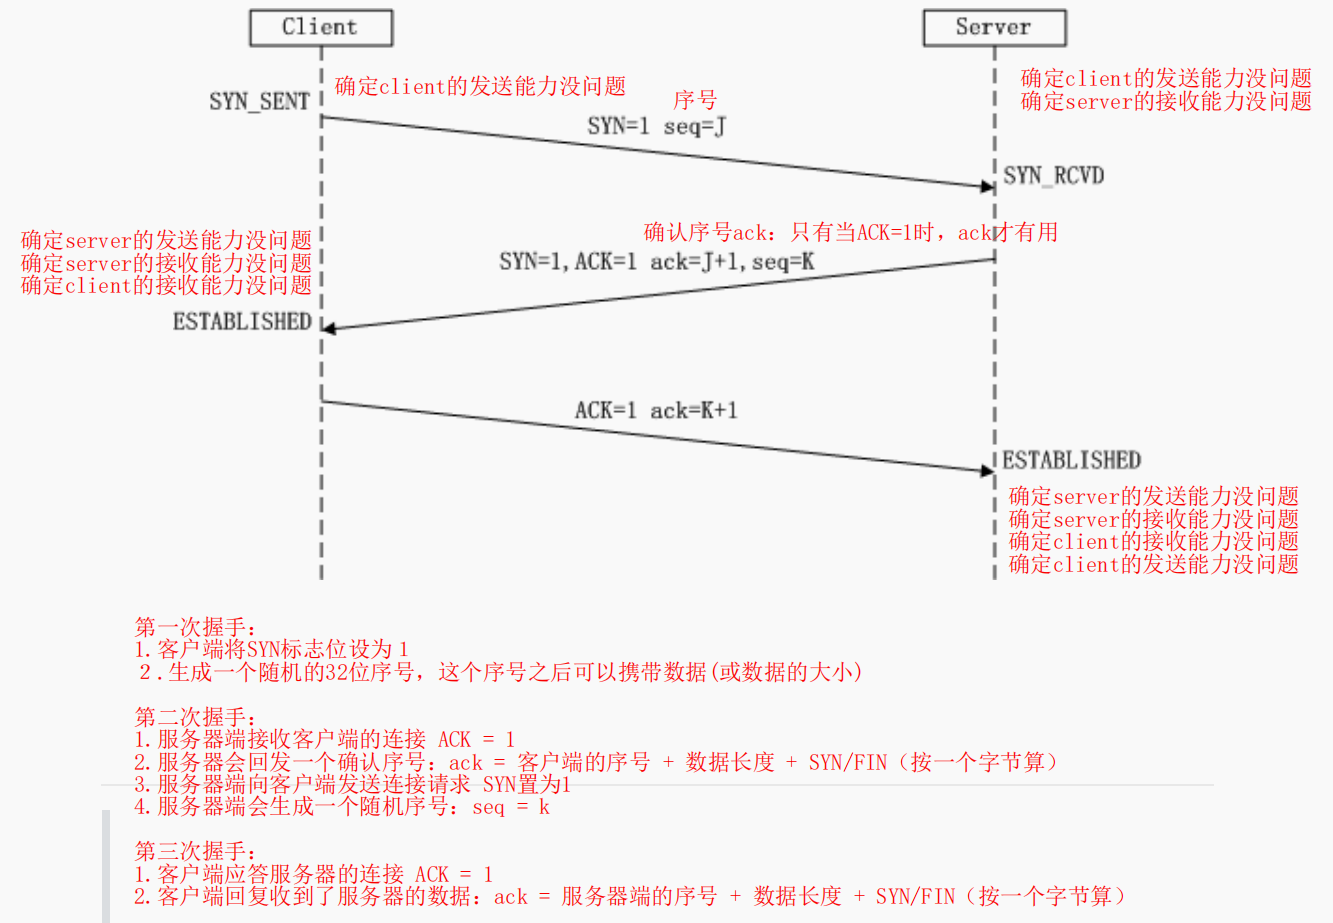 Client
Server
确定client的发送能力没问题
确定client的发送能力没问题
确定server的接收能力没问题
SYN_SENT
序号
SYN=1 seq=J
SYN_RCVD
确认序号ack: 只有当ACK=1时，ack才有用
确定server的发送能力没问题
确定server的接收能力没问题
确定client的接收能力没问题
SYN=1,ACK=1 ack=J+1,seq=K
ESTABLISHED
ACK=1 ack=K+1
ESTABLISHED
确定server的发送能力没问题
确定server的接收能力没问题
确定client的接收能力没问题
确定client的发送能力没问题
第一次握手：
1.客户端将SYN标志位设为１
２.生成一个随机的32位序号，这个序号之后可以携带数据(或数据的大小)
第二次握手：
1.服务器端接收客户端的连接 ACK = 1
2.服务器会回发一个确认序号：ack = 客户端的序号 + 数据长度 + SYN/FIN（按一个字节算）
3.服务器端向客户端发送连接请求 SYN置为1
4.服务器端会生成一个随机序号：seq = k
第三次握手：
1.客户端应答服务器的连接 ACK = 1
2.客户端回复收到了服务器的数据：ack = 服务器端的序号 + 数据长度 + SYN/FIN（按一个字节算）